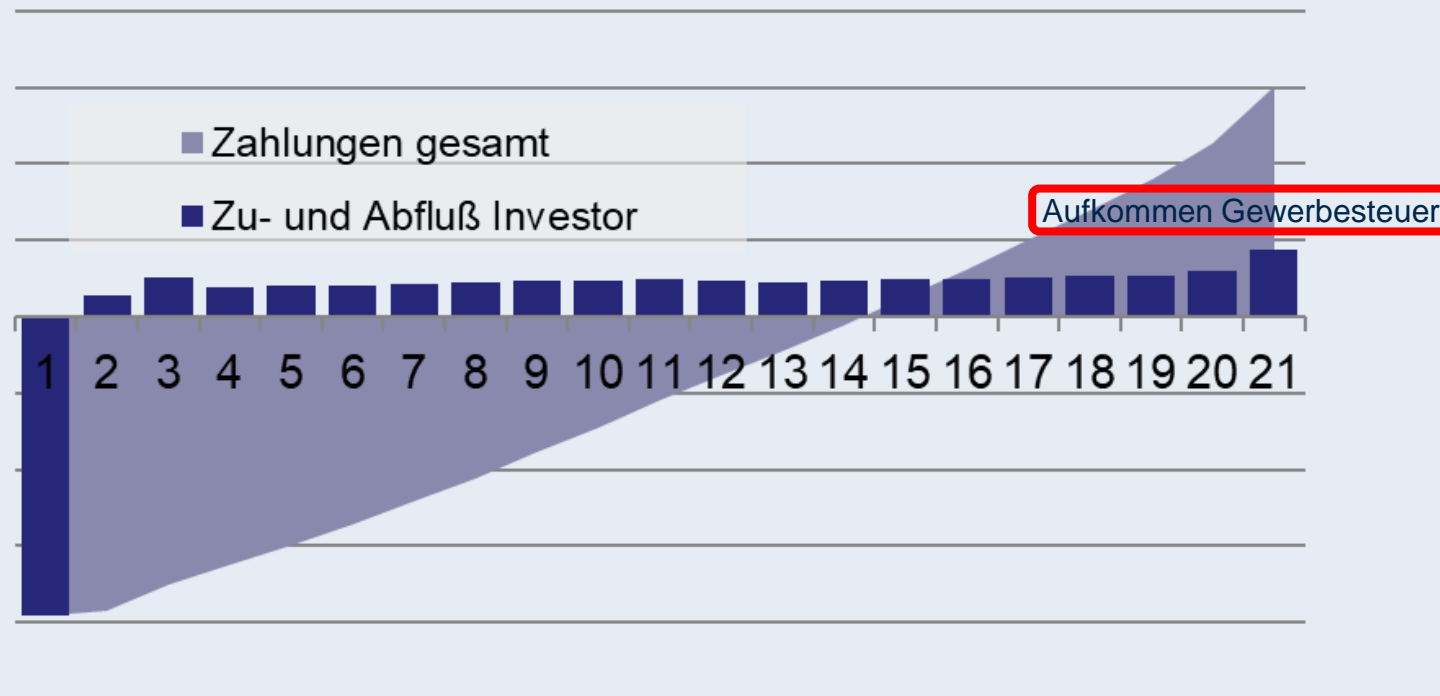 Zahlungen gesamt
Zu- und Abfluß Investor
Aufkommen Gewerbesteuer
1 2 3 4 5 6 7 8 9 10 11 12 13 14 15 16 17 18 19 20 21